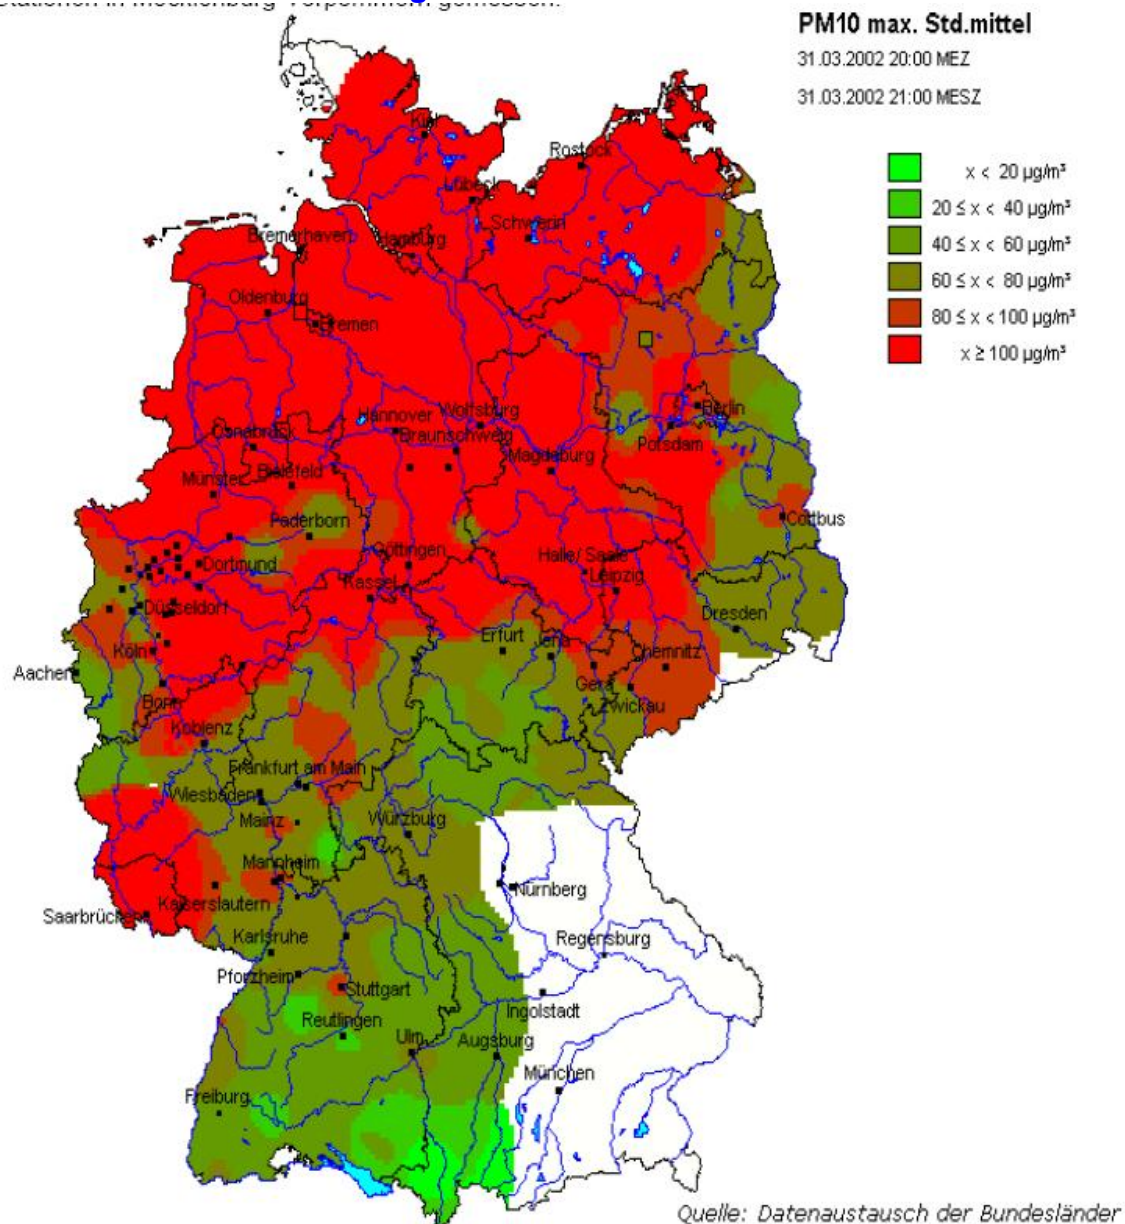 Stationen in Mecklenburg-Vorpommern gemessen.
PM10 max. Std.mittel
31.03.2002 20:00 MEZ
31.03.2002 21:00 MESZ
x < 20 µg/m³
20 ≤ x < 40 µg/m³
40 ≤ x < 60 µg/m³
60 ≤ x < 80 µg/m³
80 ≤ x < 100 µg/m³
x ≥ 100 µg/m³
Kiel
Rostock
Lübeck
Schwerin
Bremerhaven
Hamburg
Oldenburg
Bremen
Berlin
Hannover
Wolfsburg
Osnabrück
Braunschweig
Potsdam
Magdeburg
Bielefeld
Münster
Paderborn
Cottbus
Göttingen
Halle/ Saale
Dortmund
Leipzig
Kassel
Düsseldorf
Dresden
Erfurt
Jena
Köln
Chemnitz
Aachen
Gera
Bonn
Zwickau
Koblenz
Frankfurt am Main
Wiesbaden
Mainz
Würzburg
Mannheim
Nürnberg
Kaiserslautern
Saarbrücken
Karlsruhe
Regensburg
Pforzheim
Stuttgart
Ingolstadt
Reutlingen
Ulm
Augsburg
München
Freiburg
Quelle: Datenaustausch der Bundesländer